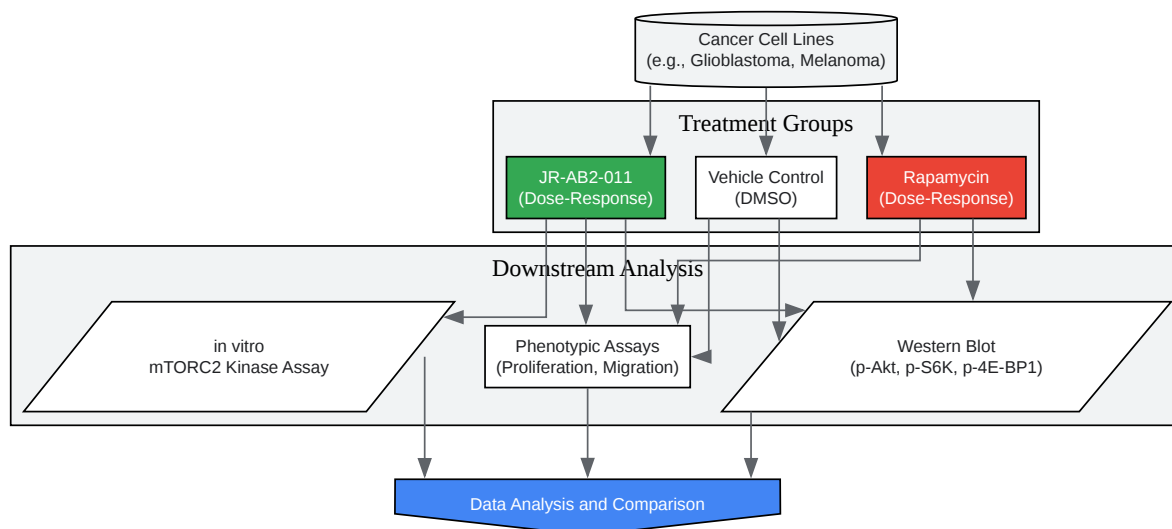 Cancer Cell Lines
(e.g., Glioblastoma, Melanoma)
Treatment Groups
JR-AB2-011
(Dose-Response)
Vehicle Control
(DMSO)
Rapamycin
(Dose-Response)
Downstream Analysis
in vitro
mTORC2 Kinase Assay
Phenotypic Assays
(Proliferation, Migration)
Western Blot
(p-Akt, p-S6K, p-4E-BP1)
Data Analysis and Comparison